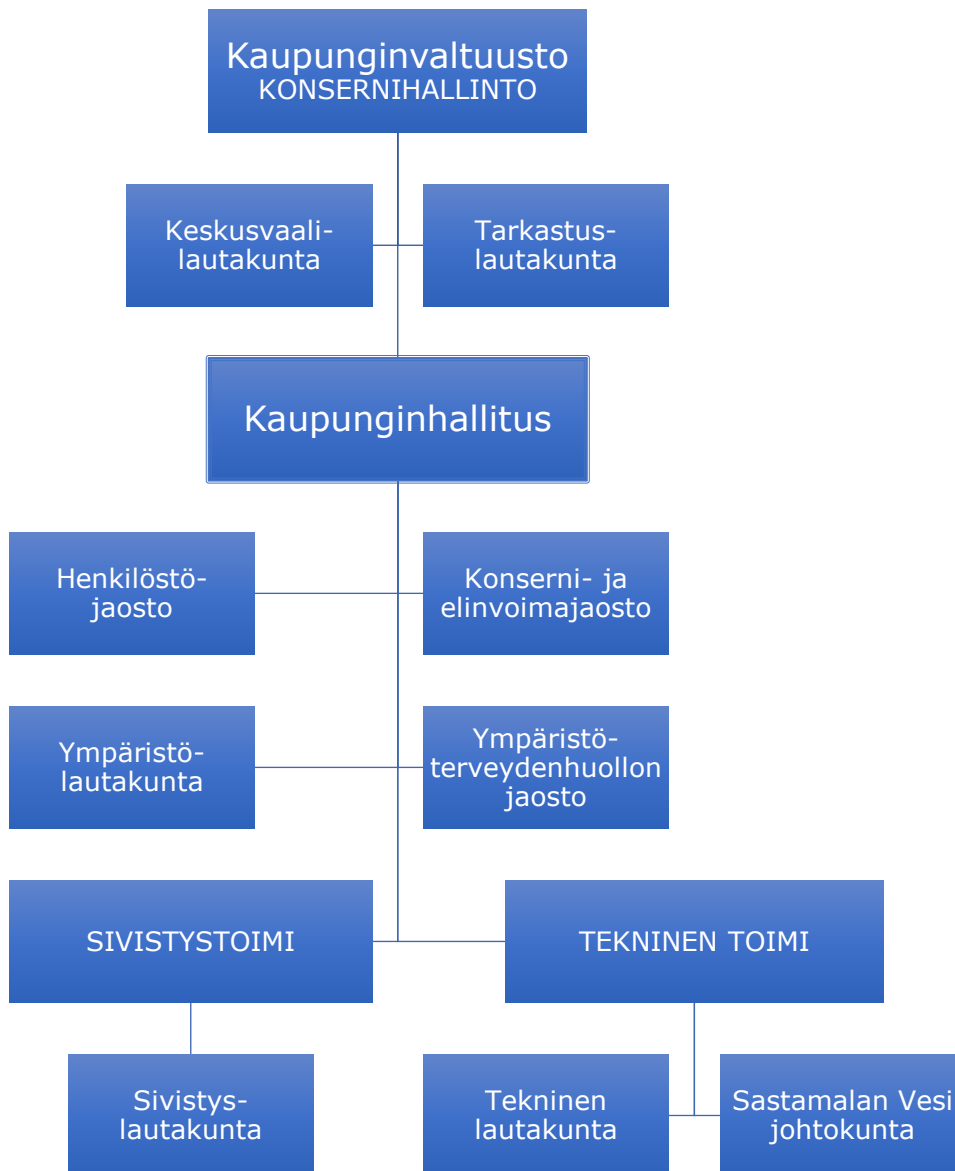 Kaupunginvaltuusto
KONSERNIHALLINTO
Keskusvaali-
lautakunta
Tarkastus-
lautakunta
Kaupunginhallitus
Henkilöstö-
jaosto
Konserni- ja
elinvoimajaosto
Ympäristö-
lautakunta
Ympäristö-
terveydenhuollon
jaosto
SIVISTYSTOIMI
TEKNINEN TOIMI
Sivistys-
lautakunta
Tekninen
lautakunta
Sastamalan Vesi
johtokunta